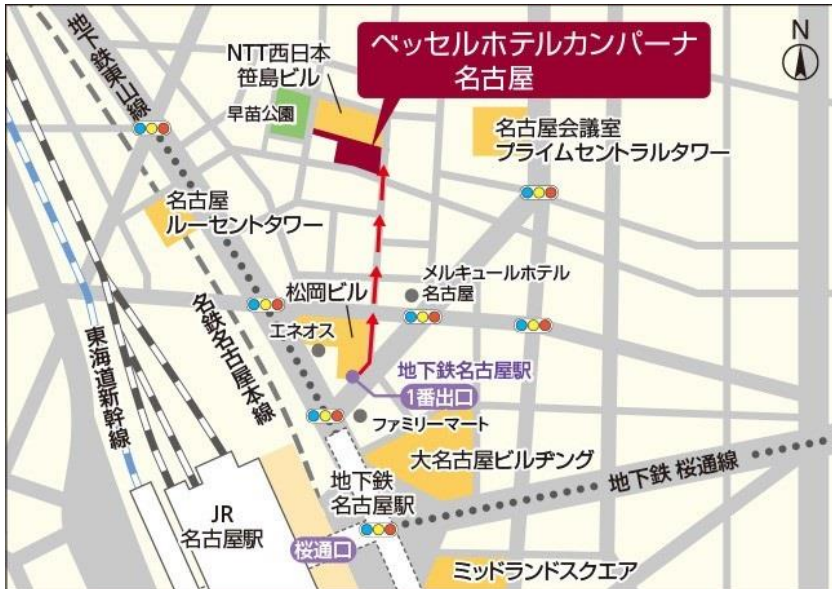 ベッセルホテルカンパーナ
名古屋
N
NTT西日本
笹島ビル
早苗公園
地下鉄東山線
名古屋会議室
プライムセントラルタワー
名古屋
ルーセントタワー
メルキュールホテル
名古屋
松岡ビル
エネオス
名鉄名古屋本線
東海道新幹線
地下鉄名古屋駅
1番出口
ファミリーマート
大名古屋ビルヂング
地下鉄 桜通線
地下鉄
名古屋駅
JR
名古屋駅
桜通口
ミッドランドスクエア